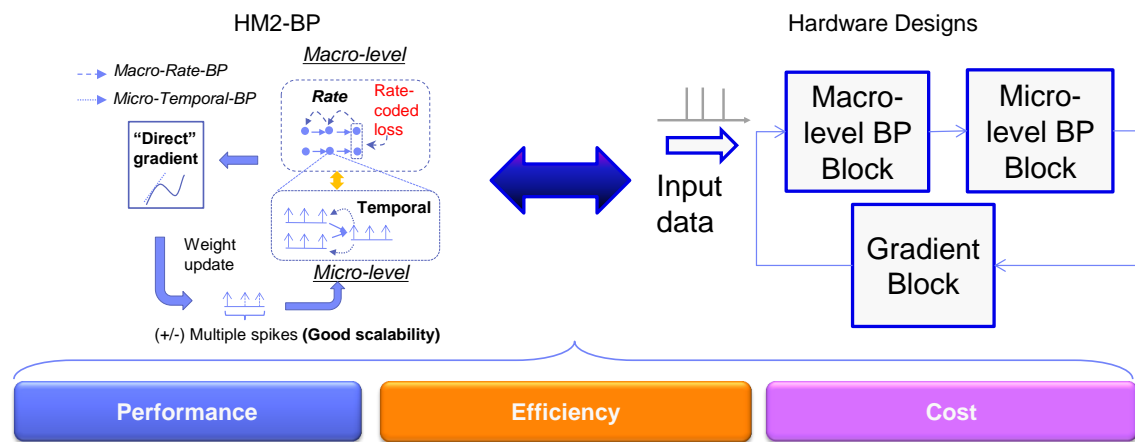 HM2-BP
Hardware Designs
Macro-level
Macro-Rate-BP
Micro-Temporal-BP
Rate
Rate-
coded
loss
“Direct”
gradient
Temporal
Micro-level
Weight
update
(+/-) Multiple spikes (Good scalability)
Input
data
Macro-
level BP
Block
Micro-
level BP
Block
Gradient
Block
Performance
Efficiency
Cost